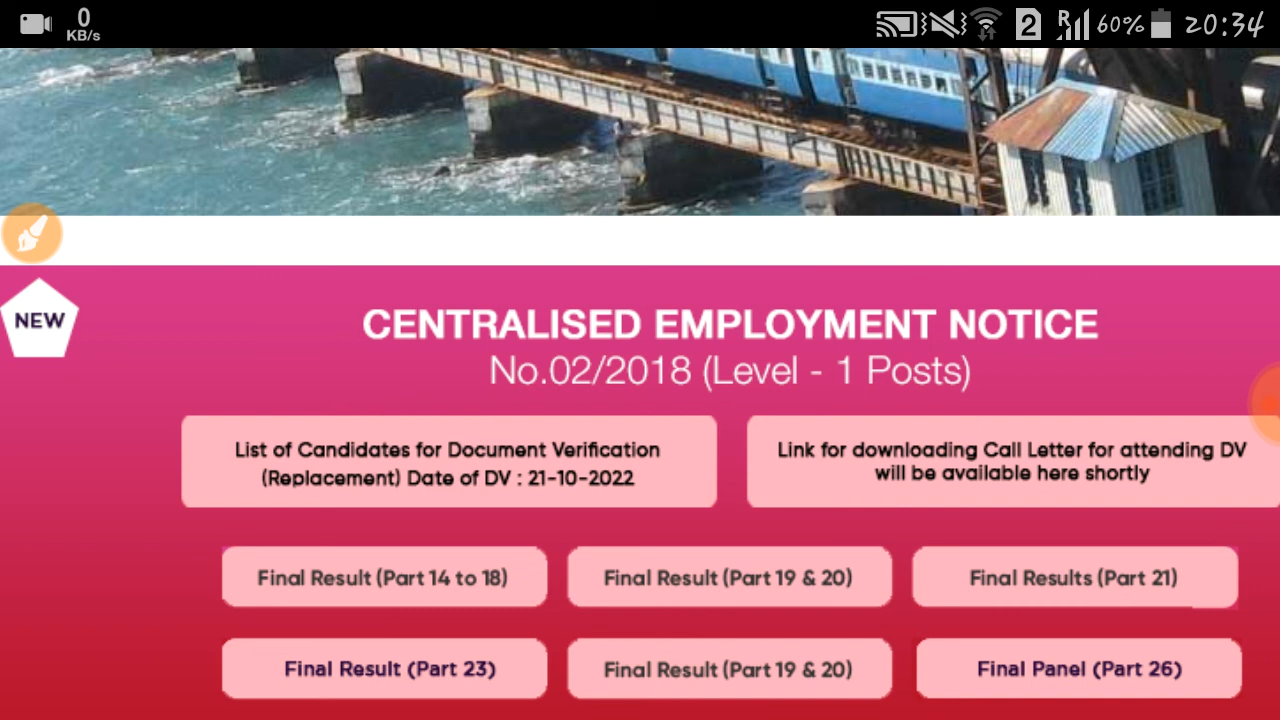 0
KB/s
2
R
60%
20:34
NEW
CENTRALISED EMPLOYMENT NOTICE
No.02/2018 (Level - 1 Posts)
List of Candidates for Document Verification
(Replacement) Date of DV : 21-10-2022
Link for downloading Call Letter for attending DV
will be available here shortly
Final Result (Part 14 to 18)
Final Result (Part 19 & 20)
Final Results (Part 21)
Final Result (Part 23)
Final Result (Part 19 & 20)
Final Panel (Part 26)